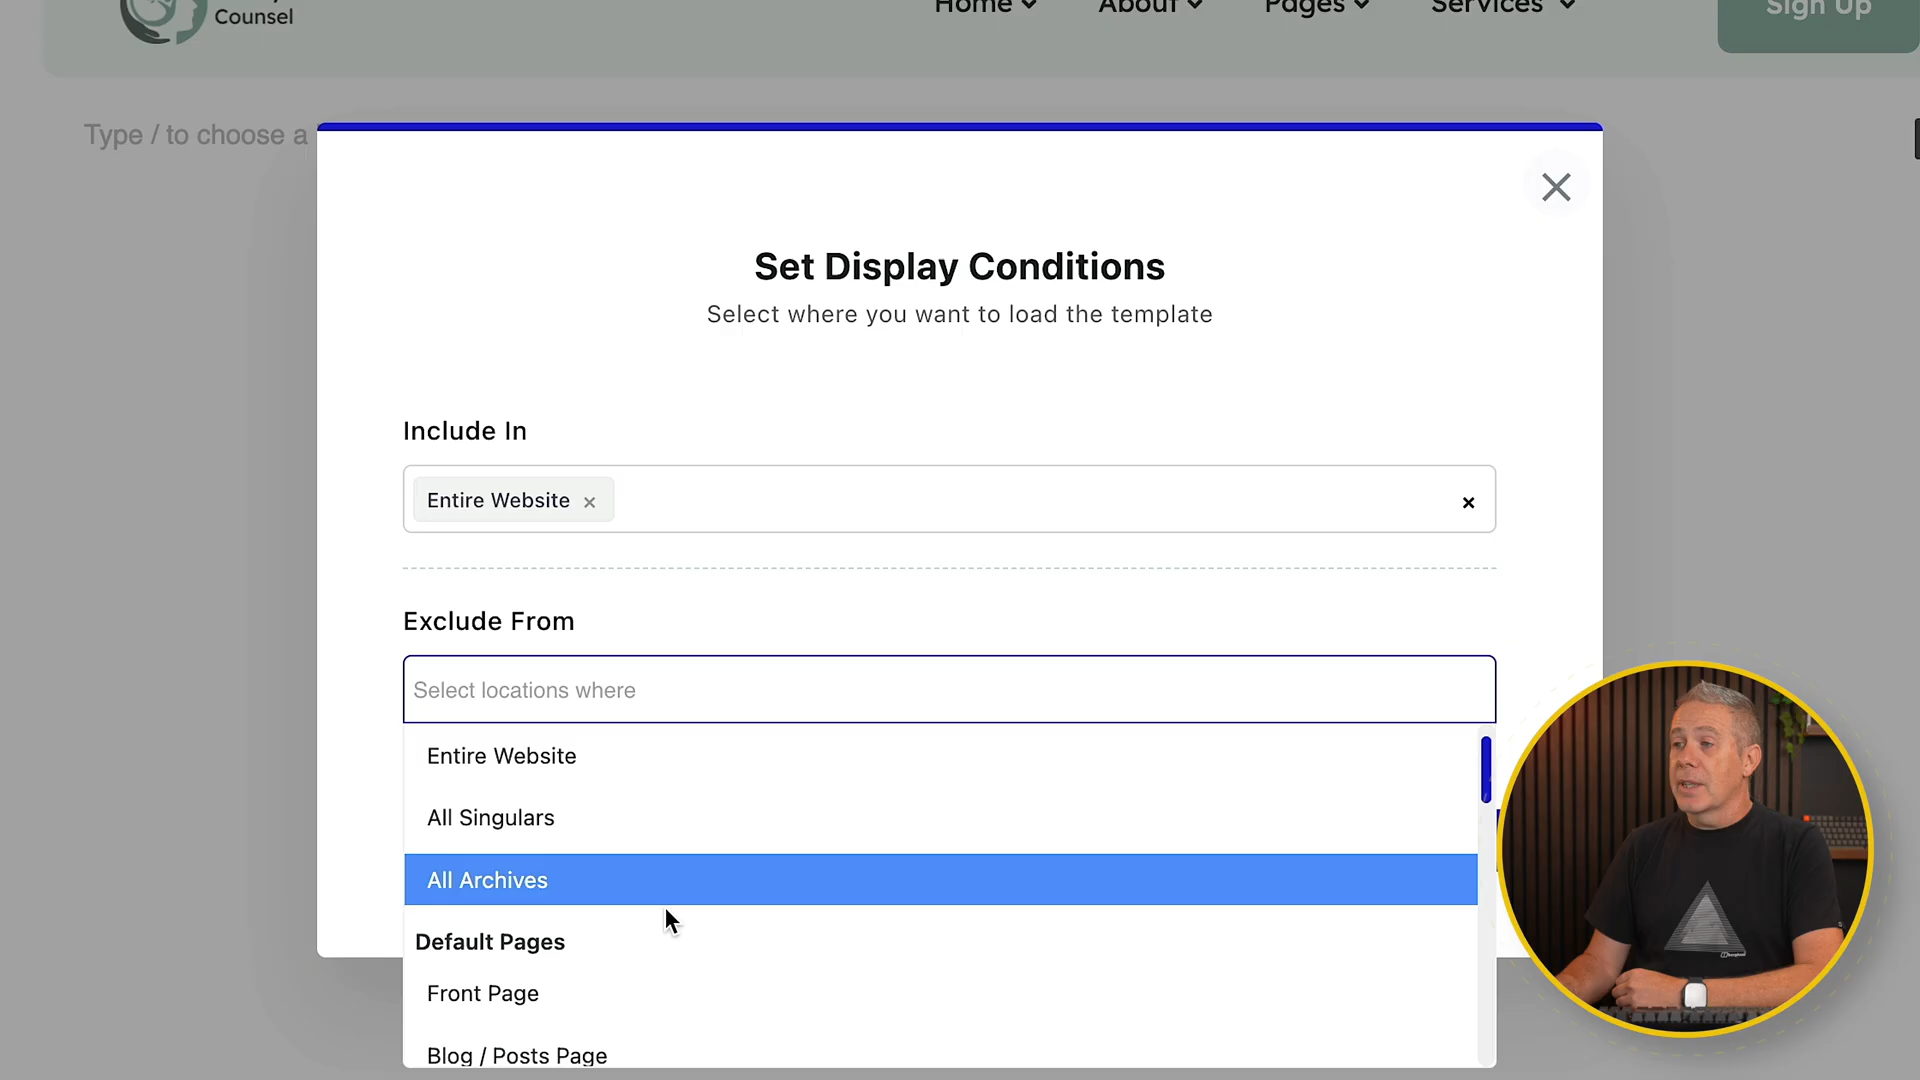 Counsel
Home
About
Pages
Services
Sign Up
Type / to choose a
Set Display Conditions
Select where you want to load the template
Include In
Entire Website ×
×
Exclude From
Select locations where
Entire Website
All Singulars
All Archives
Default Pages
Front Page
Blog / Posts Page